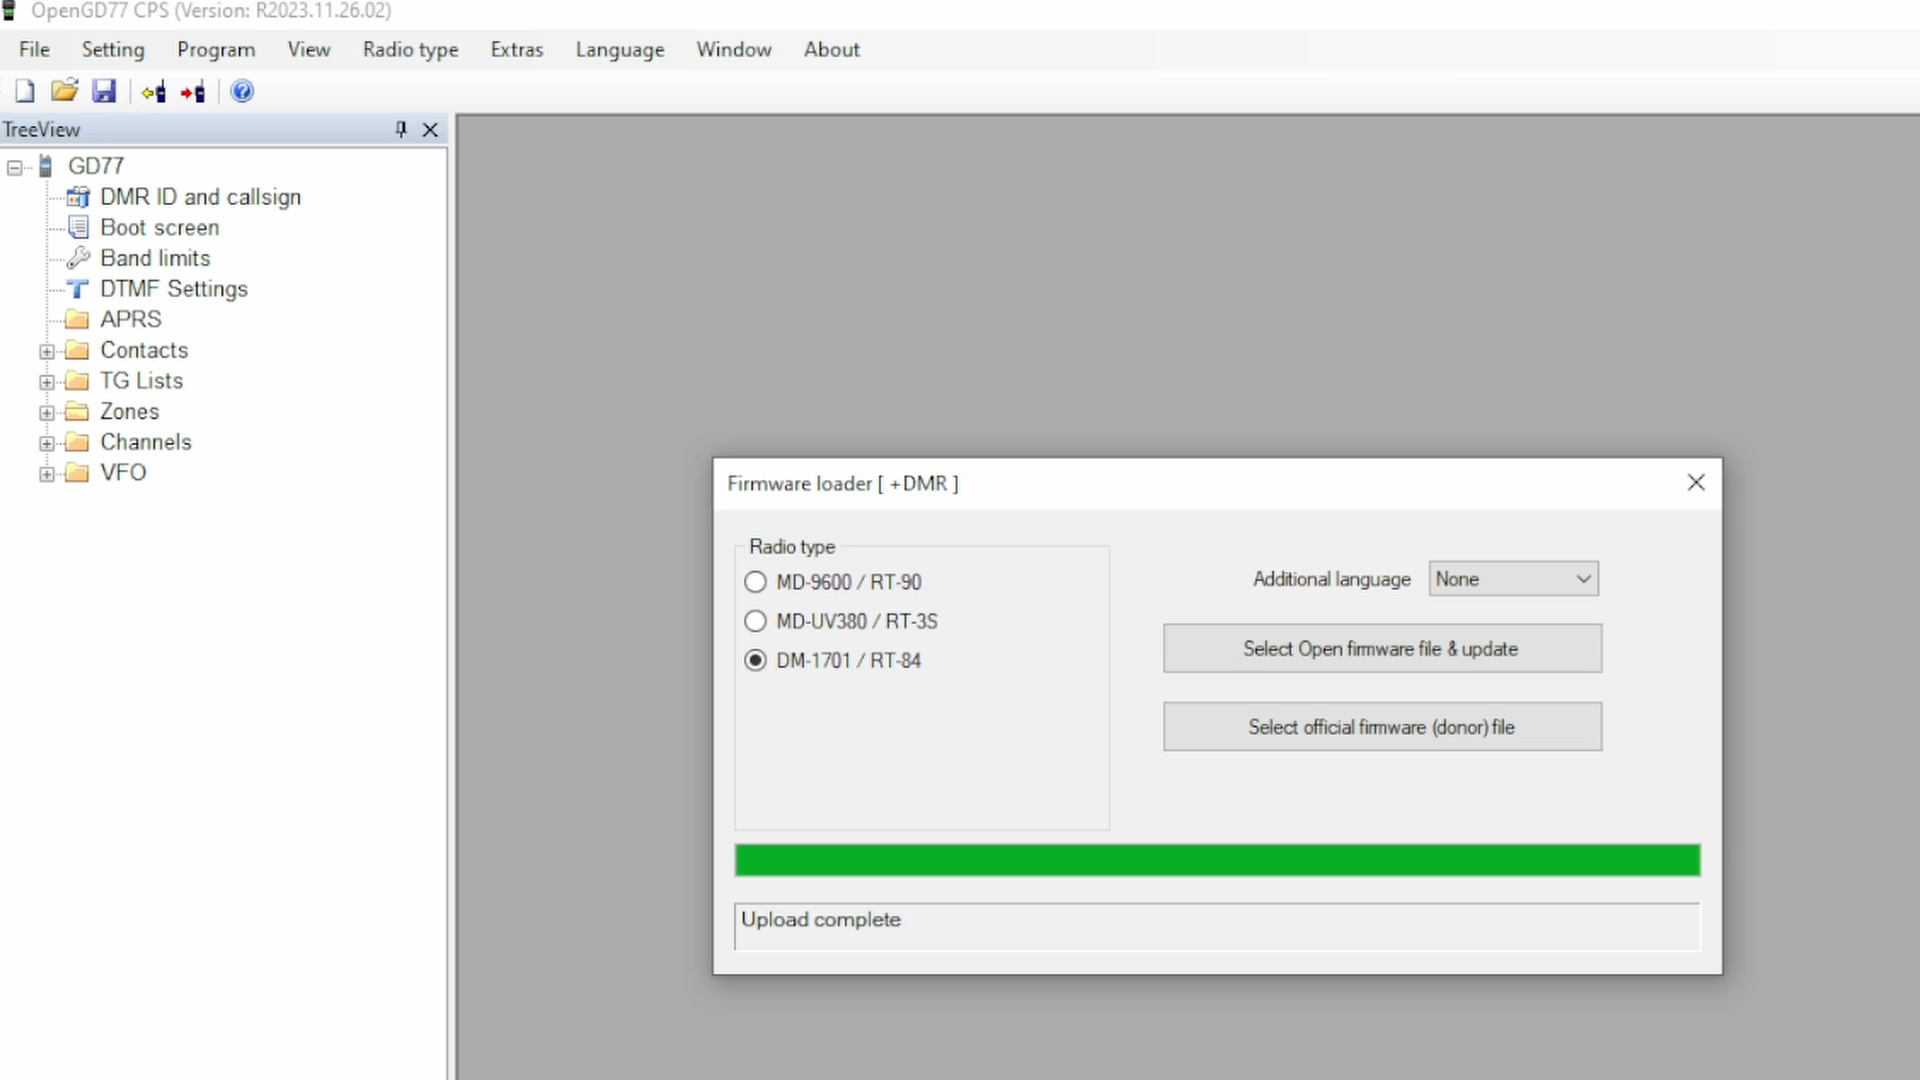 OpenGD77 CPS (Version: R2023.11.26.02)
File Setting Program View Radio type Extras Language Window About
TreeView
GD77
DMR ID and callsign
Boot screen
Band limits
DTMF Settings
APRS
Contacts
TG Lists
Zones
Channels
VFO
Firmware loader [ +DMR ]
Radio type
MD-9600 / RT-90
MD-UV380 / RT-3S
DM-1701 / RT-84
Additional language None
Select Open firmware file & update
Select official firmware (donor) file
Upload complete